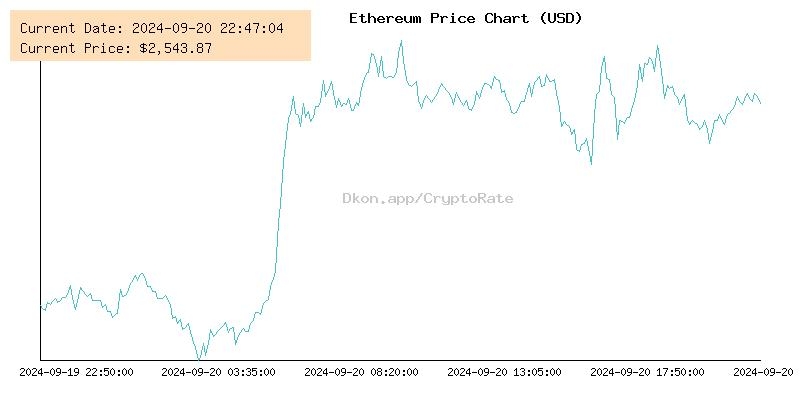 Ethereum Price Chart (USD)
Current Date: 2024-09-20 22:47:04
Current Price: $2,543.87
Dkon.app/CryptoRate
2024-09-19 22:50:00 2024-09-20 03:35:00 2024-09-20 08:20:00 2024-09-20 13:05:00 2024-09-20 17:50:00 2024-09-20